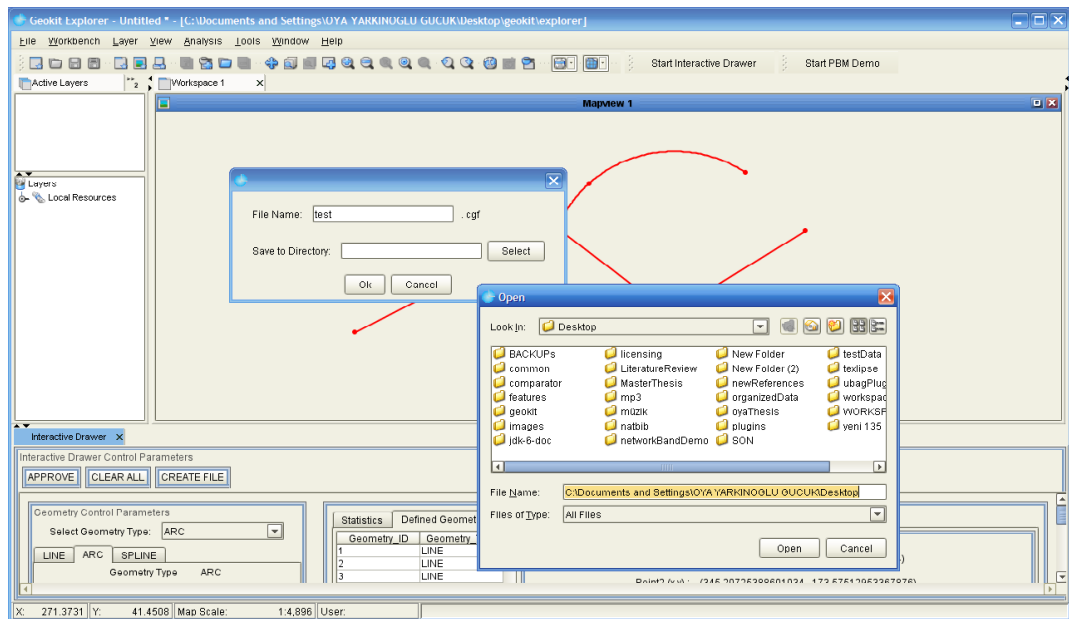 Geokit Explorer - Untitled * - [C:\Documents and Settings\OYA YARKINOGLU GUCUK\Desktop\geokit\explorer]
File Workbench Layer View Analysis Tools Window Help
Start Interactive Drawer Start PBM Demo
Active Layers 2 Workspace 1
Mapview 1
Layers
Local Resources
File Name: test .cgf
Save to Directory: Select
Ok Cancel
Open
Look In: Desktop
BACKUPs licensing New Folder testData
common LiteratureReview New Folder (2) texlipse
comparator MasterThesis newReferences ubagPlug
features mp3 organizedData workspac
geokit müzik oyaThesis WORKSP
images natbib plugins yeni 135
jdk-6-doc networkBandDemo SON
File Name: C:\Documents and Settings\OYA YARKINOGLU GUCUK\Desktop
Files of Type: All Files
Open Cancel
Interactive Drawer
Interactive Drawer Control Parameters
APPROVE CLEAR ALL CREATE FILE
Geometry Control Parameters
Select Geometry Type: ARC
LINE ARC SPLINE
Geometry Type ARC
Statistics Defined Geomet
Geometry_ID Geometry_
1 LINE
2 LINE
3 LINE
X: 271.3731 Y: 41.4508 Map Scale: 1:4,896 User: